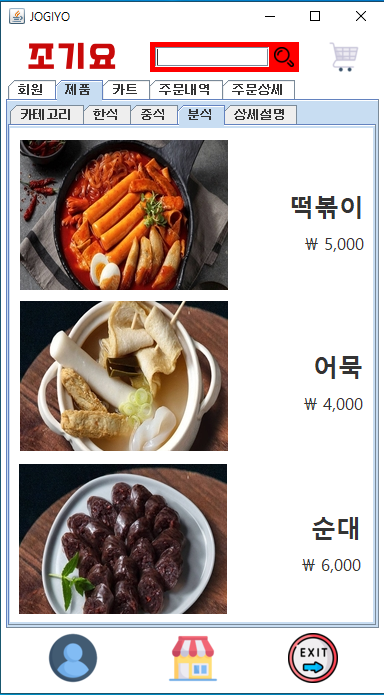 JOGIYO
쪼기요
회원 제품 카트 주문내역 주문상세
카테고리 한식 중식 분식 상세설명
떡볶이
₩ 5,000
어묵
₩ 4,000
순대
₩ 6,000
EXIT